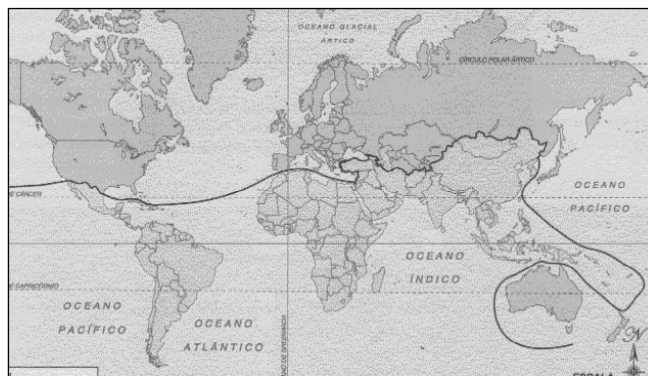 OCEANO GLACIAL
ÁRTICO
CÍRCULO POLAR ÁRTICO
DE CÂNCER
OCEANO
PACÍFICO
OCEANO
ÍNDICO
DE CAPRICÓRNIO
OCEANO
PACÍFICO
OCEANO
ATLÂNTICO
N
ESCALA